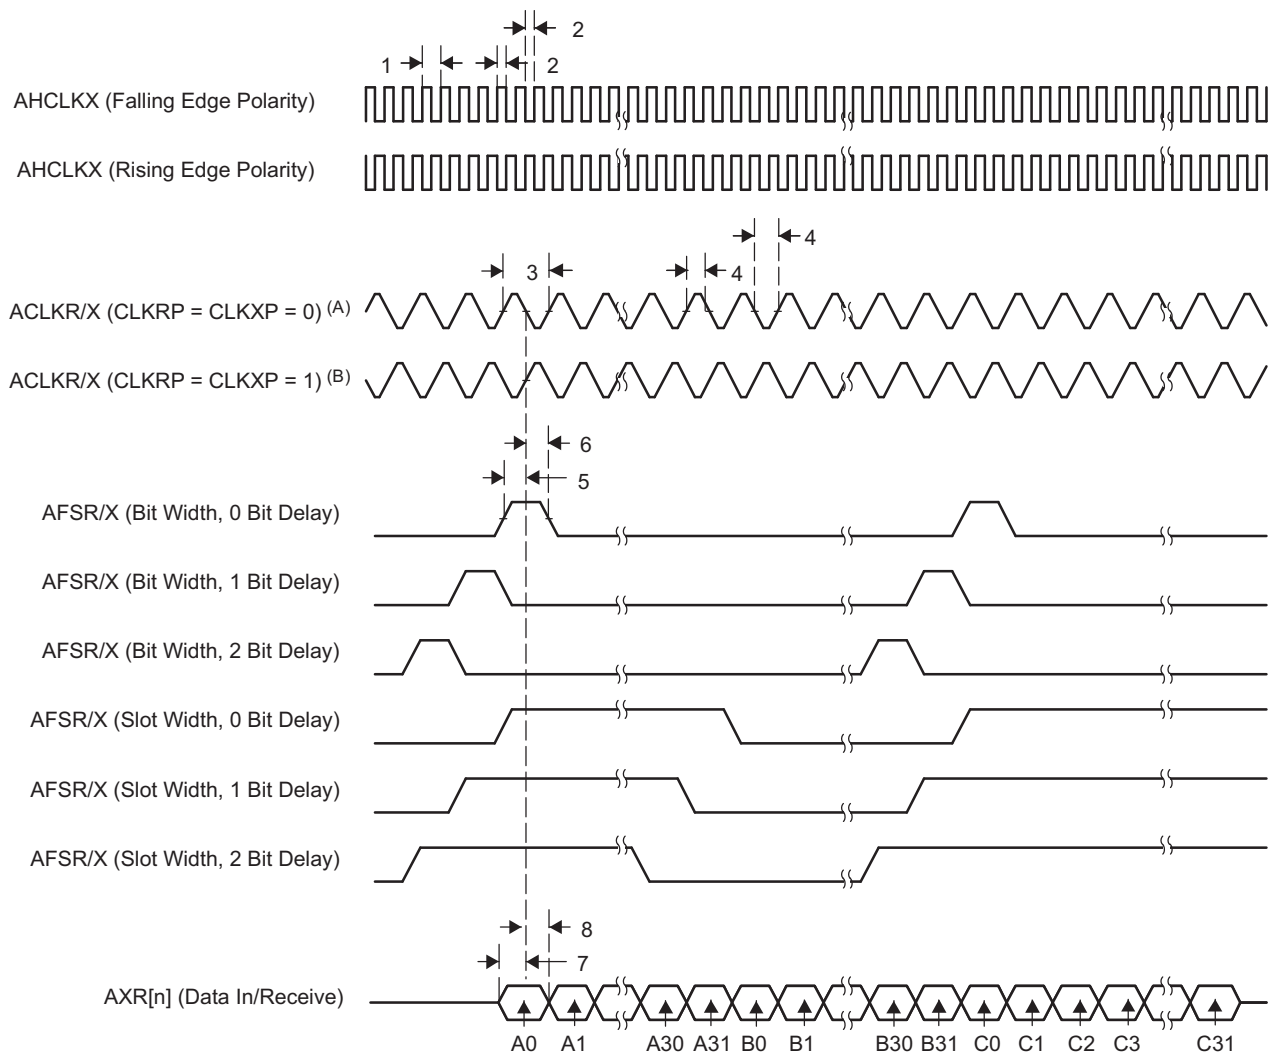 2
1
2
AHCLKX (Falling Edge Polarity)
AHCLKX (Rising Edge Polarity)
4
3
4
ACLKR/X (CLKRP = CLKXP = 0) (A)
ACLKR/X (CLKRP = CLKXP = 1) (B)
6
5
AFSR/X (Bit Width, 0 Bit Delay)
AFSR/X (Bit Width, 1 Bit Delay)
AFSR/X (Bit Width, 2 Bit Delay)
AFSR/X (Slot Width, 0 Bit Delay)
AFSR/X (Slot Width, 1 Bit Delay)
AFSR/X (Slot Width, 2 Bit Delay)
8
7
AXR[n] (Data In/Receive)
A0 A1 A30 A31 B0 B1 B30 B31 C0 C1 C2 C3 C31